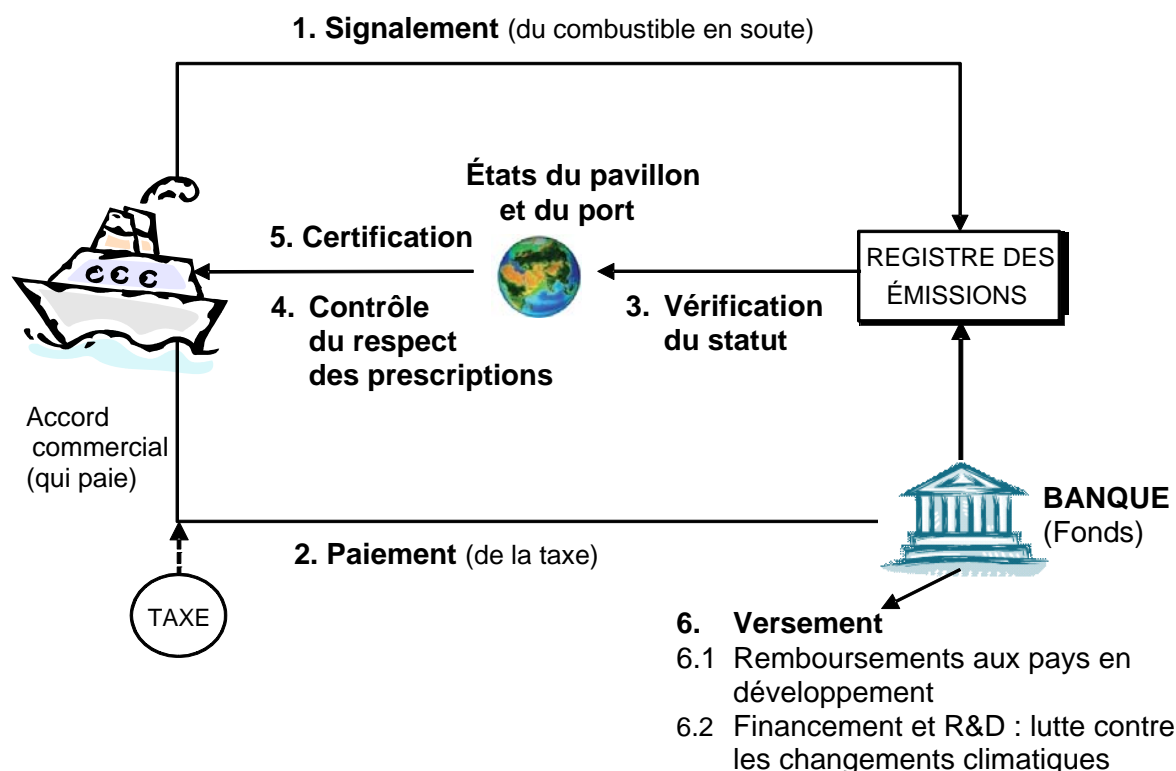 1. Signalement (du combustible en soute)
États du pavillon
et du port
5. Certification
REGISTRE DES
ÉMISSIONS
4. Contrôle
du respect
des prescriptions
3. Vérification
du statut
Accord
commercial
(qui paie)
BANQUE
(Fonds)
2. Paiement (de la taxe)
TAXE
6. Versement
6.1 Remboursements aux pays en
développement
6.2 Financement et R&D : lutte contre
les changements climatiques